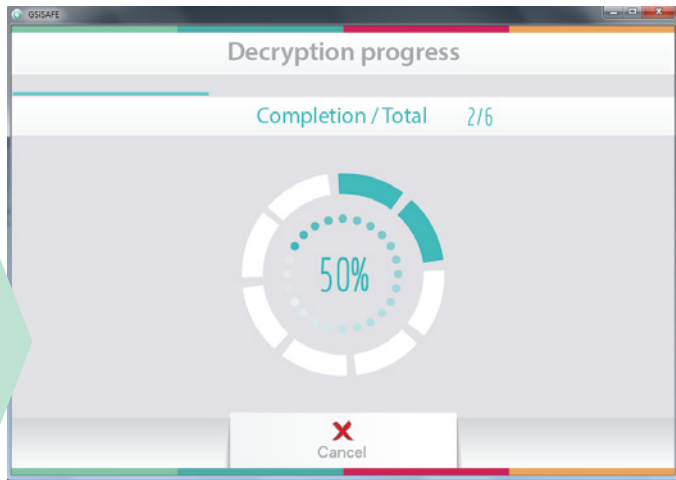 GSiSAFE
Decryption progress
Completion / Total 2/6
50%
Cancel